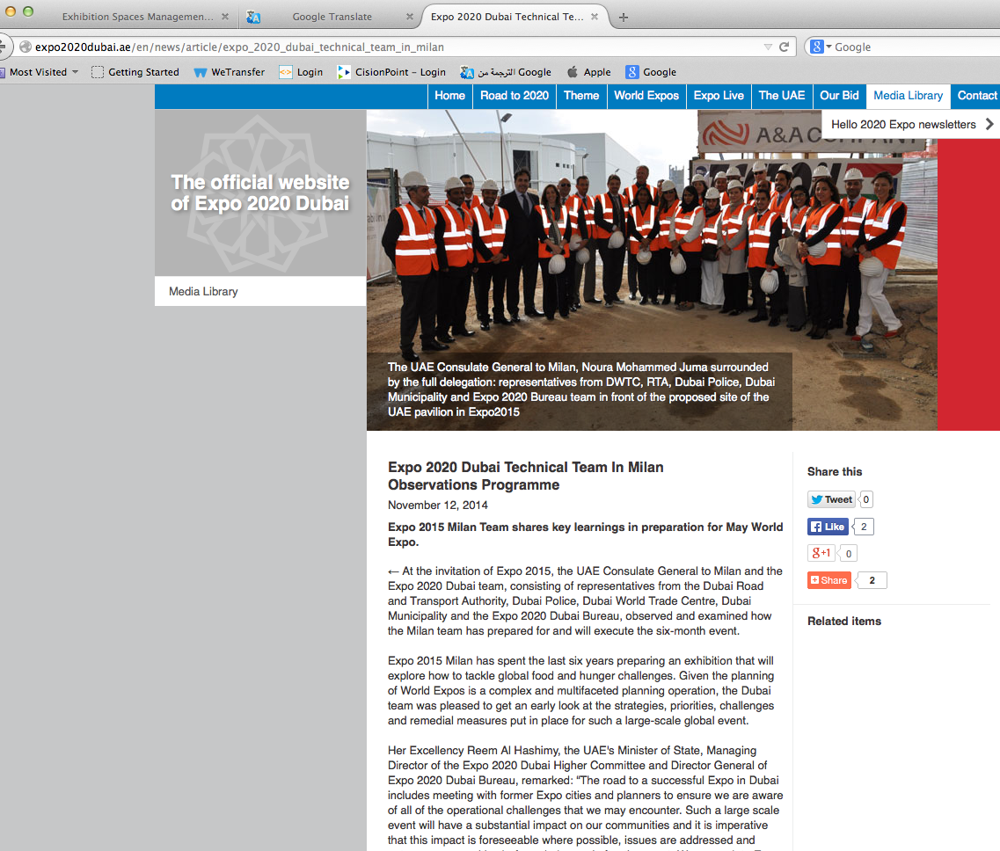 Exhibition Spaces Managemen...
Google Translate
Expo 2020 Dubai Technical Te...
expo2020dubai.ae/en/news/article/expo_2020_dubai_technical_team_in_milan
Google
Most Visited
Getting Started
WeTransfer
Login
CisionPoint - Login
الترجمة من Google
Apple
Google
Home
Road to 2020
Theme
World Expos
Expo Live
The UAE
Our Bid
Media Library
Contact
Hello 2020 Expo newsletters
A&A COMPANI
The official website
of Expo 2020 Dubai
Media Library
The UAE Consulate General to Milan, Noura Mohammed Juma surrounded
by the full delegation: representatives from DWTC, RTA, Dubai Police, Dubai
Municipality and Expo 2020 Bureau team in front of the proposed site of the
UAE pavilion in Expo2015
Expo 2020 Dubai Technical Team In Milan
Observations Programme
November 12, 2014
Expo 2015 Milan Team shares key learnings in preparation for May World
Expo.
← At the invitation of Expo 2015, the UAE Consulate General to Milan and the
Expo 2020 Dubai team, consisting of representatives from the Dubai Road
and Transport Authority, Dubai Police, Dubai World Trade Centre, Dubai
Municipality and the Expo 2020 Dubai Bureau, observed and examined how
the Milan team has prepared for and will execute the six-month event.
Expo 2015 Milan has spent the last six years preparing an exhibition that will
explore how to tackle global food and hunger challenges. Given the planning
of World Expos is a complex and multifaceted planning operation, the Dubai
team was pleased to get an early look at the strategies, priorities, challenges
and remedial measures put in place for such a large-scale global event.
Her Excellency Reem Al Hashimy, the UAE's Minister of State, Managing
Director of the Expo 2020 Dubai Higher Committee and Director General of
Expo 2020 Dubai Bureau, remarked: "The road to a successful Expo in Dubai
includes meeting with former Expo cities and planners to ensure we are aware
of all of the operational challenges that we may encounter. Such a large scale
event will have a substantial impact on our communities and it is imperative
that this impact is foreseeable where possible, issues are addressed and
Share this
Tweet 0
Like 2
g+1 0
Share 2
Related items